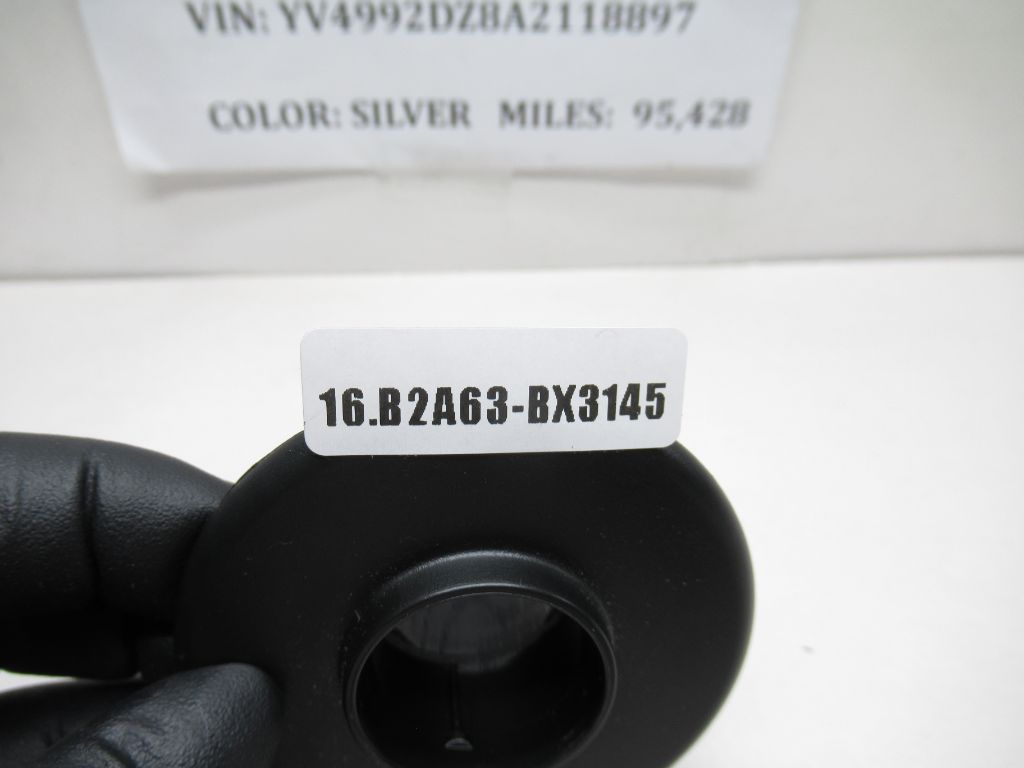 VIN: YV4992DZ8A2118897
COLOR: SILVER MILES: 95,428
16.B2A63-BX3145